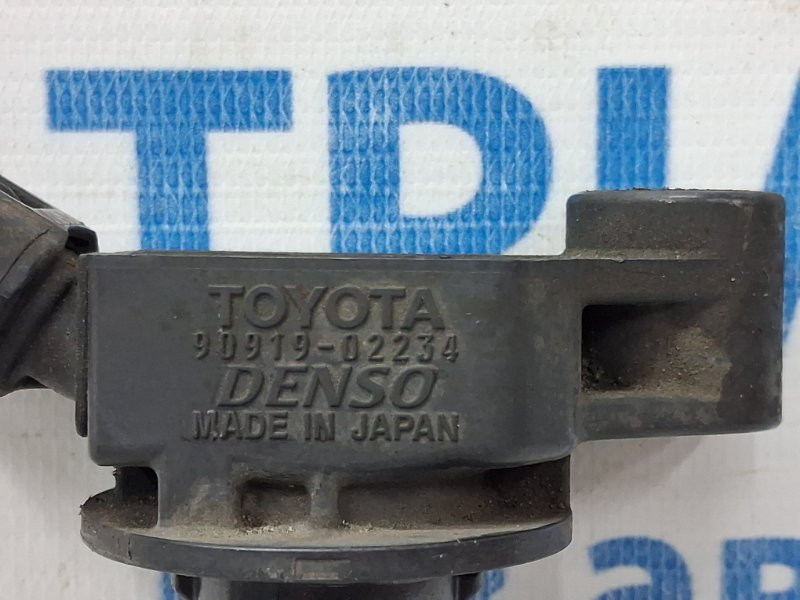 TOYOTA
90919-02234
DENSO
MADE IN JAPAN